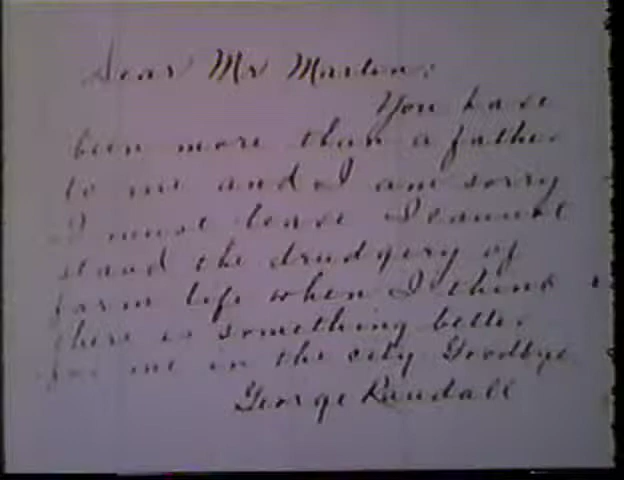 Dear Mr Martin:
You have
been more than a father
to me and I am sorry
I must leave I cannot
stand the drudgery of
farm life when I think
there is something better
for me in the city Goodbye
George Randall